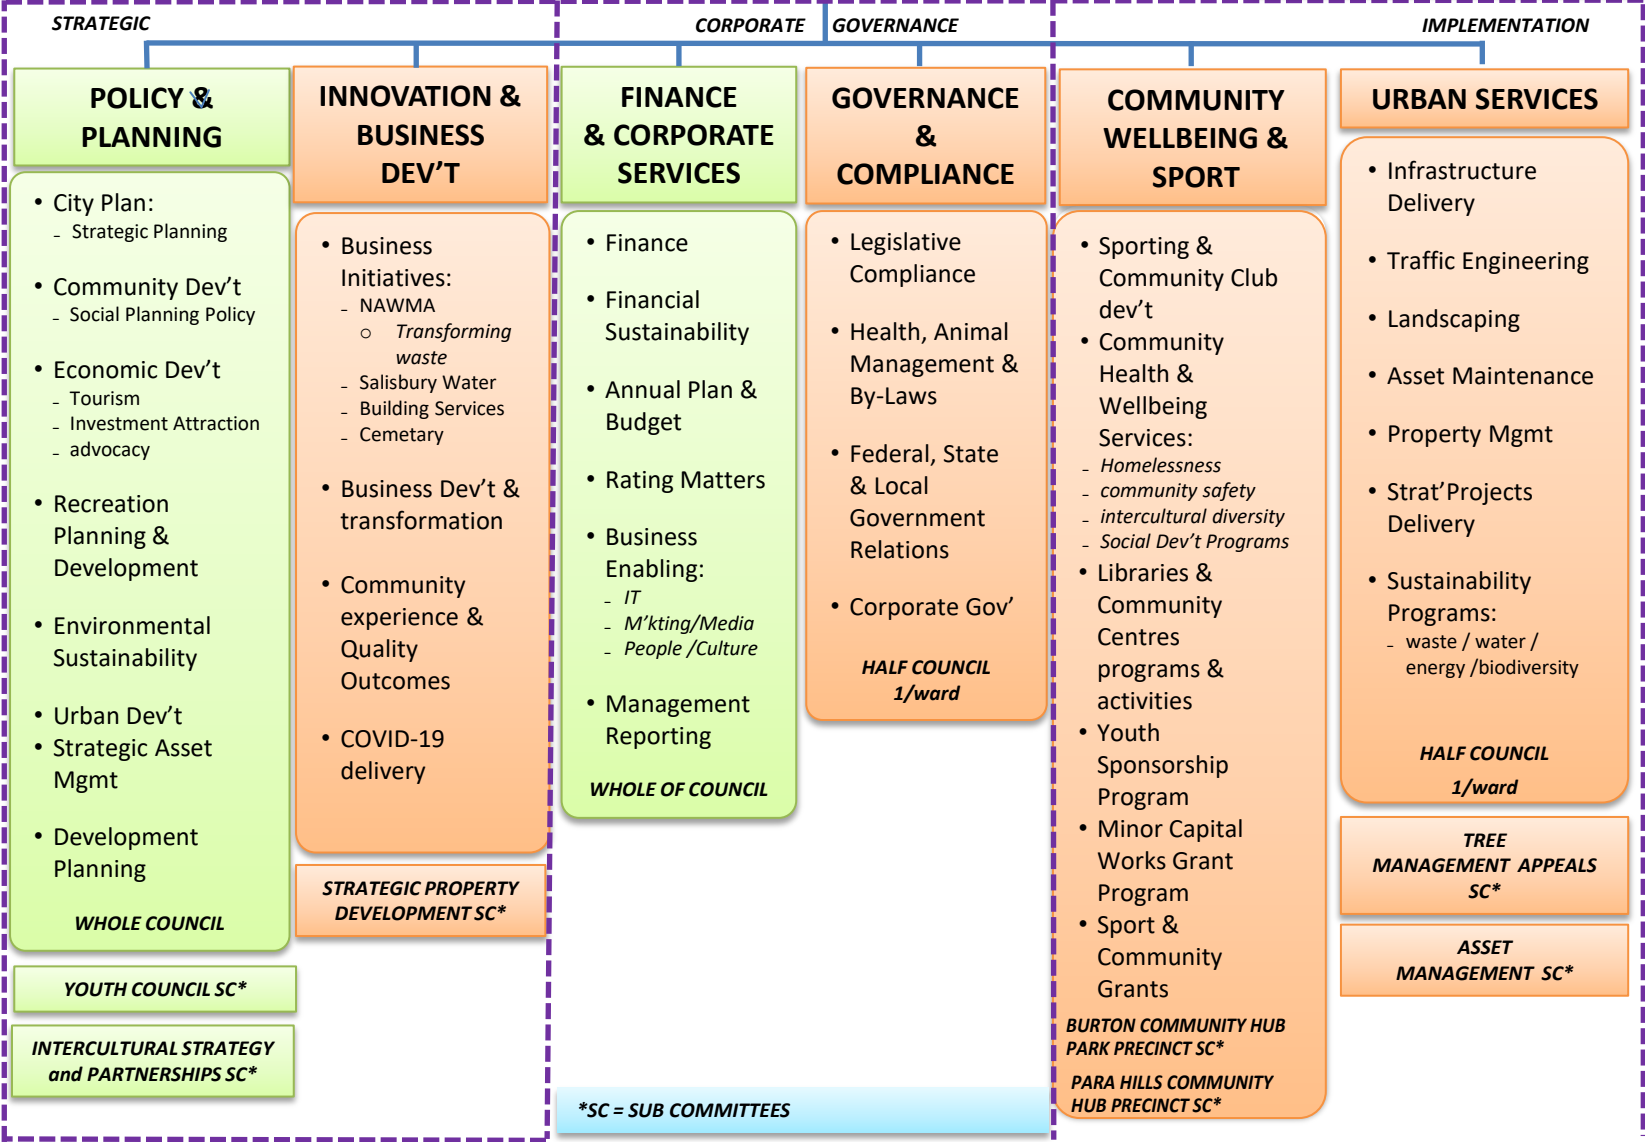 STRATEGIC
CORPORATE GOVERNANCE
IMPLEMENTATION
POLICY &
PLANNING
• City Plan:
- Strategic Planning
• Community Dev't
- Social Planning Policy
• Economic Dev't
- Tourism
- Investment Attraction
- advocacy
• Recreation
Planning &
Development
• Environmental
Sustainability
• Urban Dev't
• Strategic Asset
Mgmt
• Development
Planning
WHOLE COUNCIL
YOUTH COUNCIL SC*
INTERCULTURAL STRATEGY
and PARTNERSHIPS SC*
INNOVATION &
BUSINESS
DEV'T
• Business
Initiatives:
- NAWMA
o Transforming
waste
- Salisbury Water
- Building Services
- Cemetary
• Business Dev't &
transformation
• Community
experience &
Quality
Outcomes
• COVID-19
delivery
STRATEGIC PROPERTY
DEVELOPMENT SC*
FINANCE
& CORPORATE
SERVICES
• Finance
• Financial
Sustainability
• Annual Plan &
Budget
• Rating Matters
• Business
Enabling:
- IT
- M'kting/Media
- People /Culture
• Management
Reporting
WHOLE OF COUNCIL
GOVERNANCE
&
COMPLIANCE
• Legislative
Compliance
• Health, Animal
Management &
By-Laws
• Federal, State
& Local
Government
Relations
• Corporate Gov'
HALF COUNCIL
1/ward
COMMUNITY
WELLBEING &
SPORT
• Sporting &
Community Club
dev't
• Community
Health &
Wellbeing
Services:
- Homelessness
- community safety
- intercultural diversity
- Social Dev't Programs
• Libraries &
Community
Centres
programs &
activities
• Youth
Sponsorship
Program
• Minor Capital
Works Grant
Program
• Sport &
Community
Grants
BURTON COMMUNITY HUB
PARK PRECINCT SC*
PARA HILLS COMMUNITY
HUB PRECINCT SC*
URBAN SERVICES
• Infrastructure
Delivery
• Traffic Engineering
• Landscaping
• Asset Maintenance
• Property Mgmt
• Strat'Projects
Delivery
• Sustainability
Programs:
- waste / water /
energy /biodiversity
HALF COUNCIL
1/ward
TREE
MANAGEMENT APPEALS
SC*
ASSET
MANAGEMENT SC*
*SC = SUB COMMITTEES